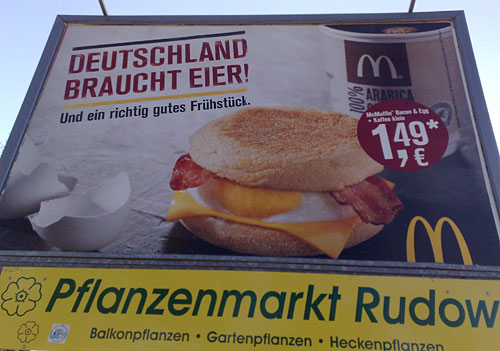 DEUTSCHLAND
BRAUCHT EIER!
Und ein richtig gutes Frühstück.
100%
ARABICA
McMuffin® Bacon & Egg
+ Kaffee klein
1,49*
€
Pflanzenmarkt Rudow
Balkonpflanzen • Gartenpflanzen • Heckenpflanzen